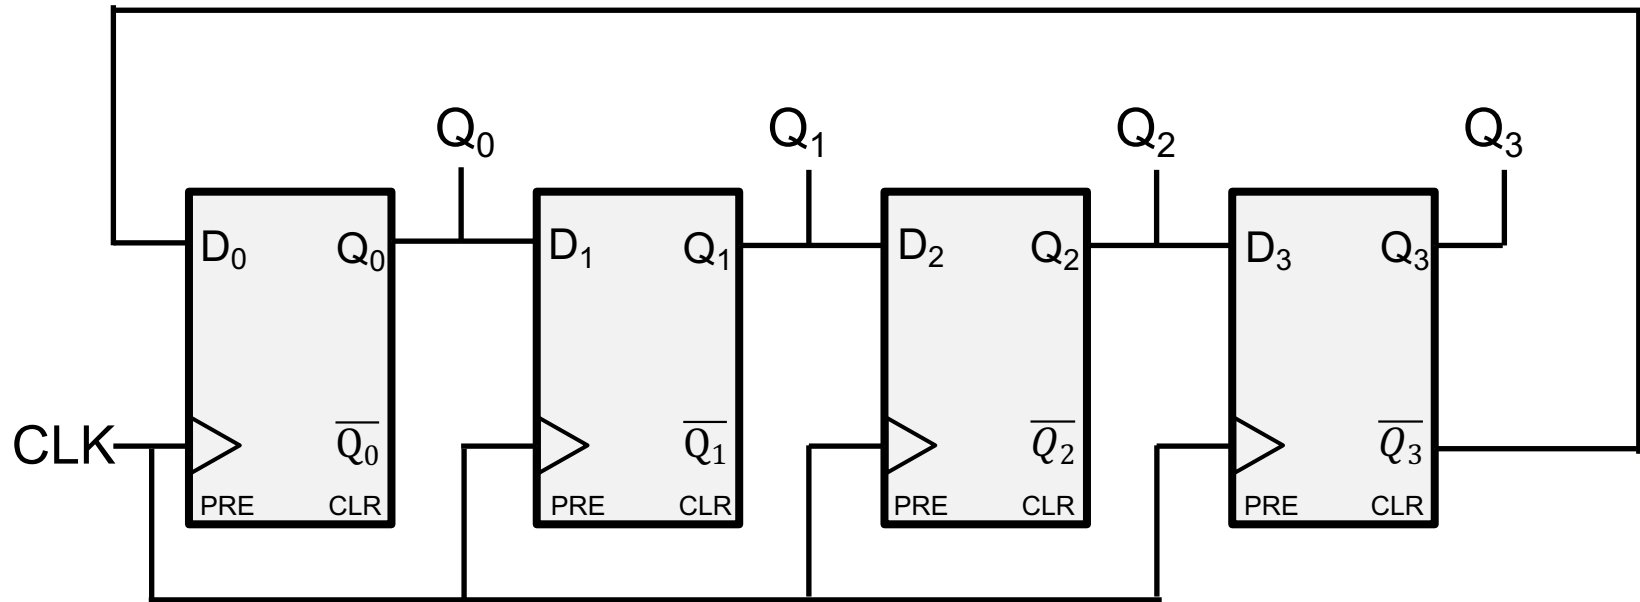 Q₀ Q₁ Q₂ Q₃
D₀ Q₀ D₁ Q₁ D₂ Q₂ D₃ Q₃
CLK Q̅₀ Q̅₁ Q̅₂ Q̅₃
PRE CLR PRE CLR PRE CLR PRE CLR